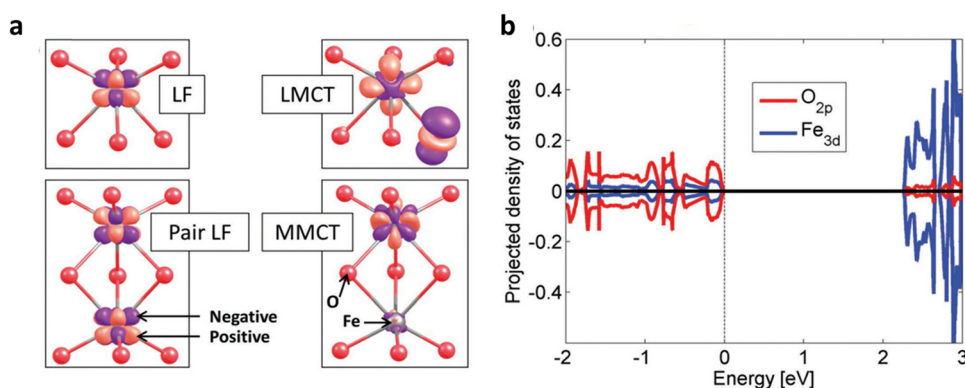 a
LF
LMCT
Pair LF
MMCT
O
Fe
Negative
Positive
b
Projected density of states
0.6
0.4
0.2
0
-0.2
-0.4
O2p
Fe3d
-2
-1
0
1
2
3
Energy [eV]